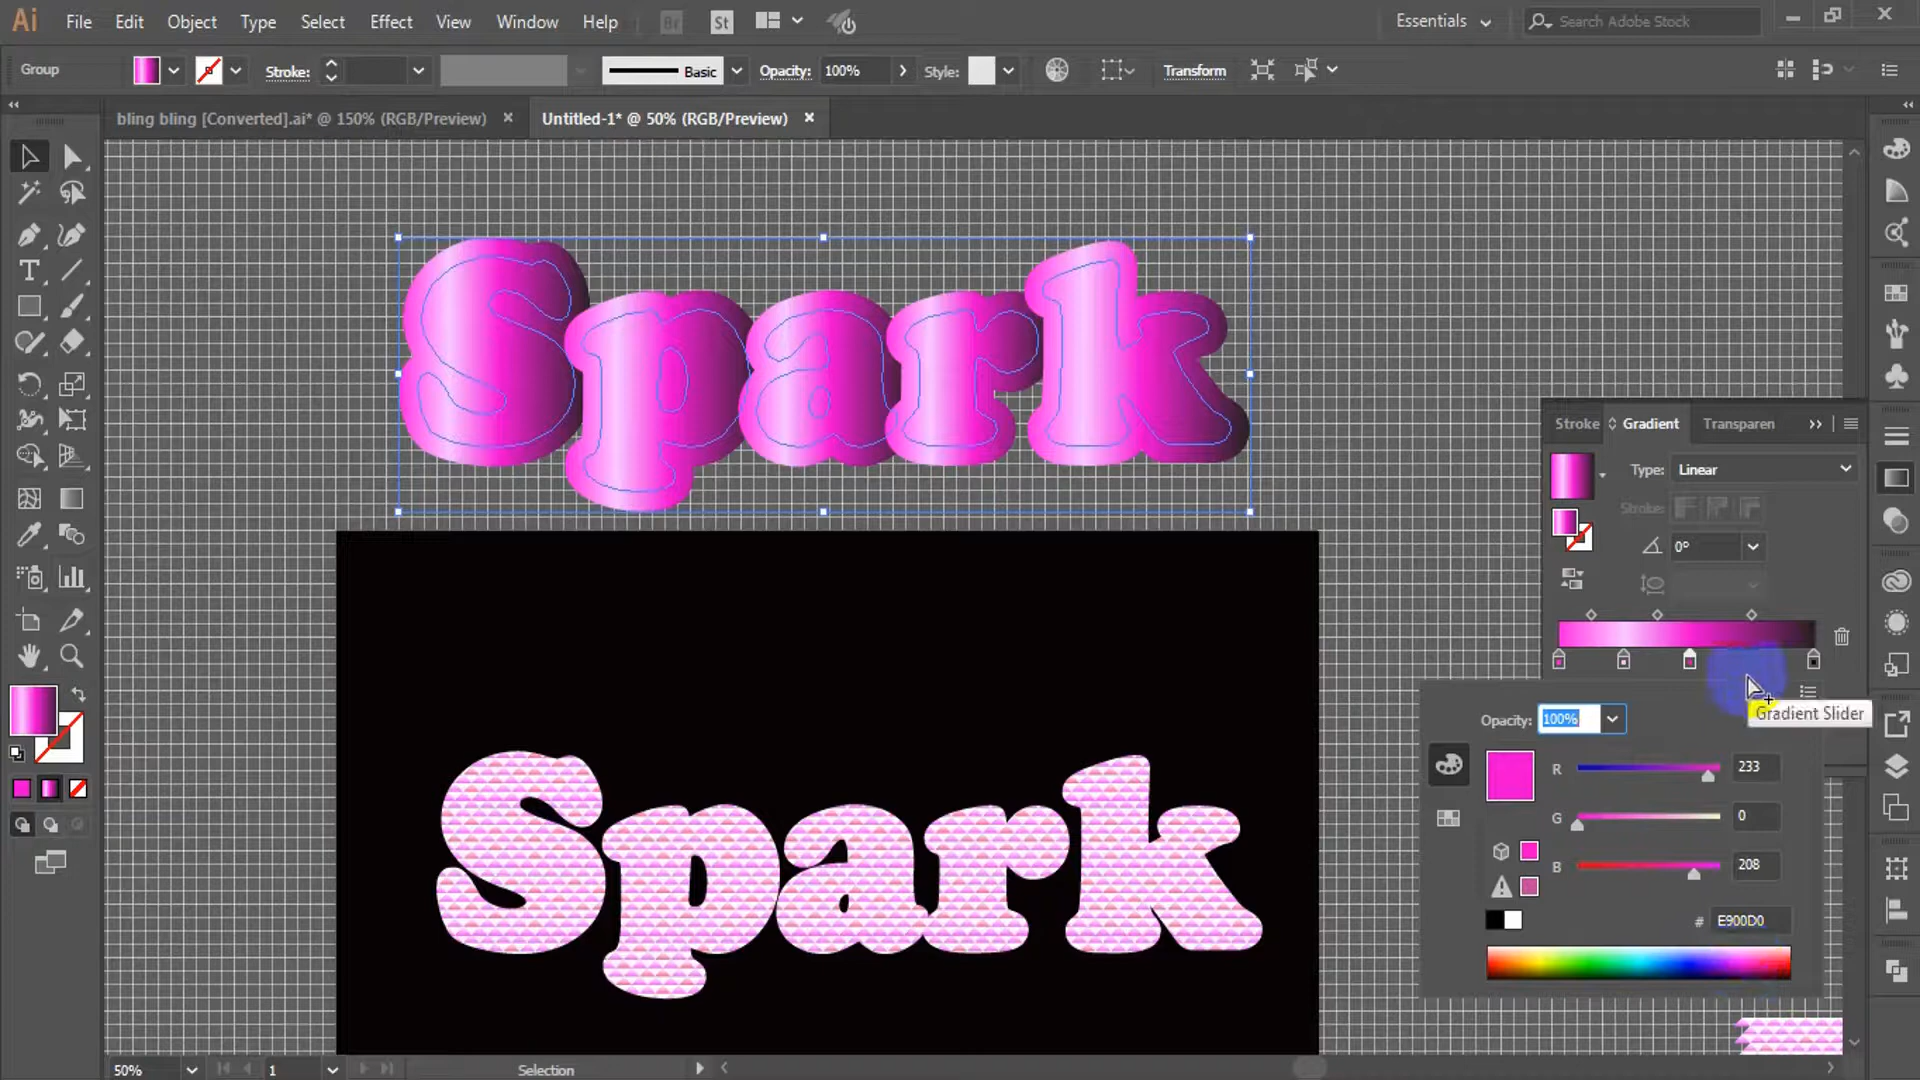 Ai File Edit Object Type Select Effect View Window Help Br St Essentials Search Adobe Stock
Group Stroke: Basic Opacity: 100% Style: Transform
bling bling [Converted].ai* @ 150% (RGB/Preview) × Untitled-1* @ 50% (RGB/Preview) ×
Spark
Stroke Gradient Transparen
Type: Linear
Stroke:
0°
Gradient Slider
Opacity: 100%
R 233
G 0
B 208
# E900D0
Spark
50% 1 Selection